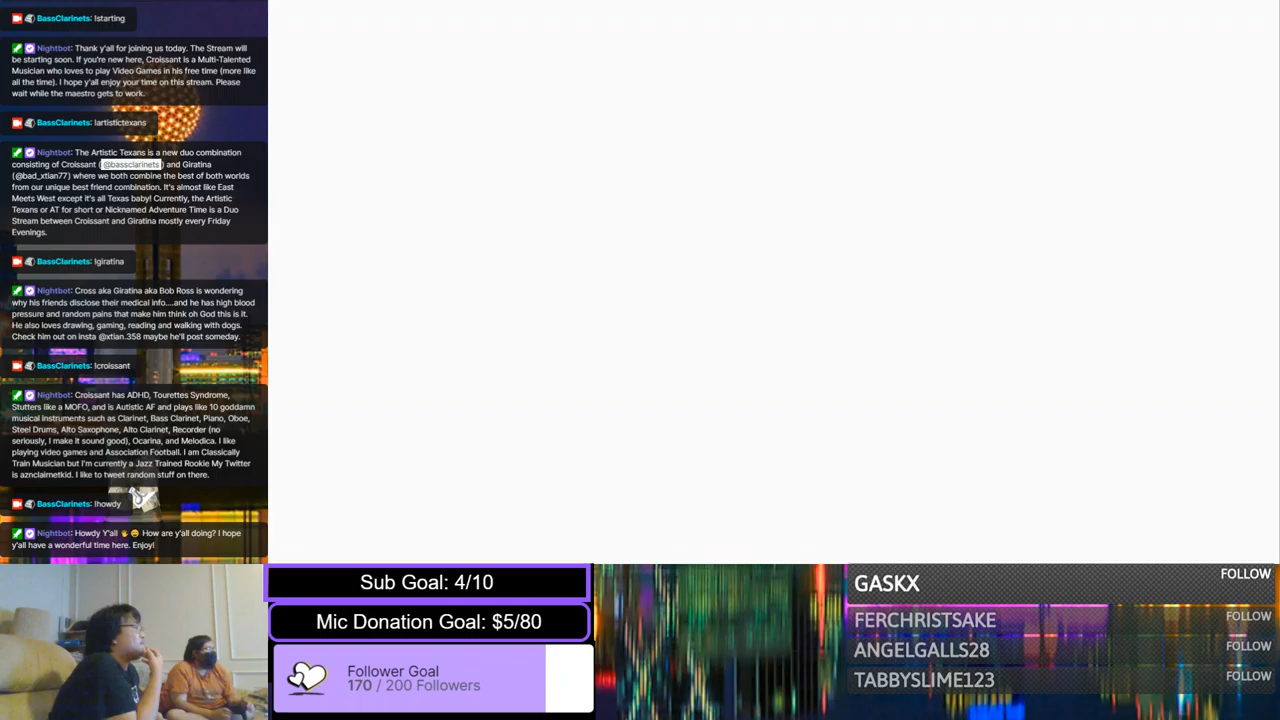 BassClarinets: !starting
Nightbot: Thank y'all for joining us today. The Stream will
be starting soon. If you're new here, Croissant is a Multi-Talented
Musician who loves to play Video Games in his free time (more like
all the time). I hope y'all enjoy your time on this stream. Please
wait while the maestro gets to work.
BassClarinets: !artistictexans
Nightbot: The Artistic Texans is a new duo combination
consisting of Croissant ( @bassclarinets ) and Giratina
(@bad_xtian77) where we both combine the best of both worlds
from our unique best friend combination. It's almost like East
Meets West except it's all Texas baby! Currently, the Artistic
Texans or AT for short or Nicknamed Adventure Time is a Duo
Stream between Croissant and Giratina mostly every Friday
Evenings.
BassClarinets: !giratina
Nightbot: Cross aka Giratina aka Bob Ross is wondering
why his friends disclose their medical info....and he has high blood
pressure and random pains that make him think oh God this is it.
He also loves drawing, gaming, reading and walking with dogs.
Check him out on insta @xtian.358 maybe he'll post someday.
BassClarinets: !croissant
Nightbot: Croissant has ADHD, Tourettes Syndrome,
Stutters like a MOFO, and is Autistic AF and plays like 10 goddamn
musical instruments such as Clarinet, Bass Clarinet, Piano, Oboe,
Steel Drums, Alto Saxophone, Alto Clarinet, Recorder (no
seriously, I make it sound good), Ocarina, and Melodica. I like
playing video games and Association Football. I am Classically
Train Musician but I'm currently a Jazz Trained Rookie My Twitter
is aznclairnetkid. I like to tweet random stuff on there.
BassClarinets: !howdy
Nightbot: Howdy Y'all 👋 😄 How are y'all doing? I hope
y'all have a wonderful time here. Enjoy!
Sub Goal: 4/10
Mic Donation Goal: $5/80
Follower Goal
170 / 200 Followers
GASKX FOLLOW
FERCHRISTSAKE FOLLOW
ANGELGALLS28 FOLLOW
TABBYSLIME123 FOLLOW